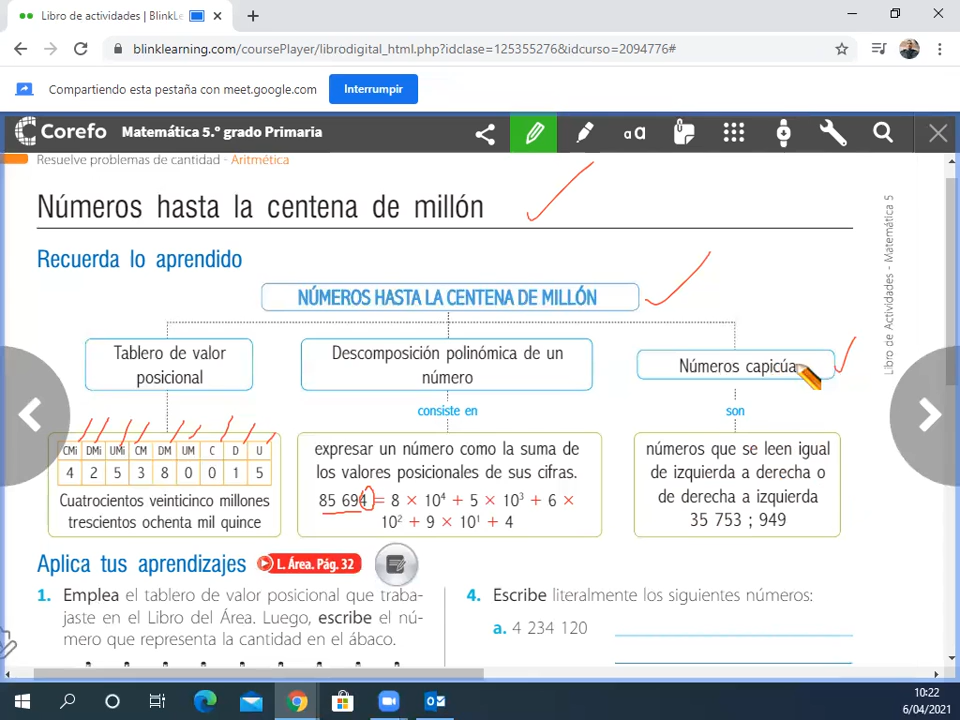 Libro de actividades | BlinkL
blinklearning.com/coursePlayer/librodigital_html.php?idclase=125355276&idcurso=2094776#
Compartiendo esta pestaña con meet.google.com
Interrumpir
Corefo
Matemática 5.º grado Primaria
Resuelve problemas de cantidad - Aritmética
Números hasta la centena de millón
Recuerda lo aprendido
NÚMEROS HASTA LA CENTENA DE MILLÓN
Tablero de valor
posicional
CMi DMi UMi CM DM UM C D U
4 2 5 3 8 0 0 1 5
Cuatrocientos veinticinco millones
trescientos ochenta mil quince
Descomposición polinómica de un
número
consiste en
expresar un número como la suma de
los valores posicionales de sus cifras.
85 694 = 8 × 10⁴ + 5 × 10³ + 6 ×
10² + 9 × 10¹ + 4
Números capicúa
son
números que se leen igual
de izquierda a derecha o
de derecha a izquierda
35 753 ; 949
Libro de Actividades - Matemática 5
Aplica tus aprendizajes
L. Área. Pág. 32
1. Emplea el tablero de valor posicional que traba-
jaste en el Libro del Área. Luego, escribe el nú-
mero que representa la cantidad en el ábaco.
4. Escribe literalmente los siguientes números:
a. 4 234 120
10:22
6/04/2021